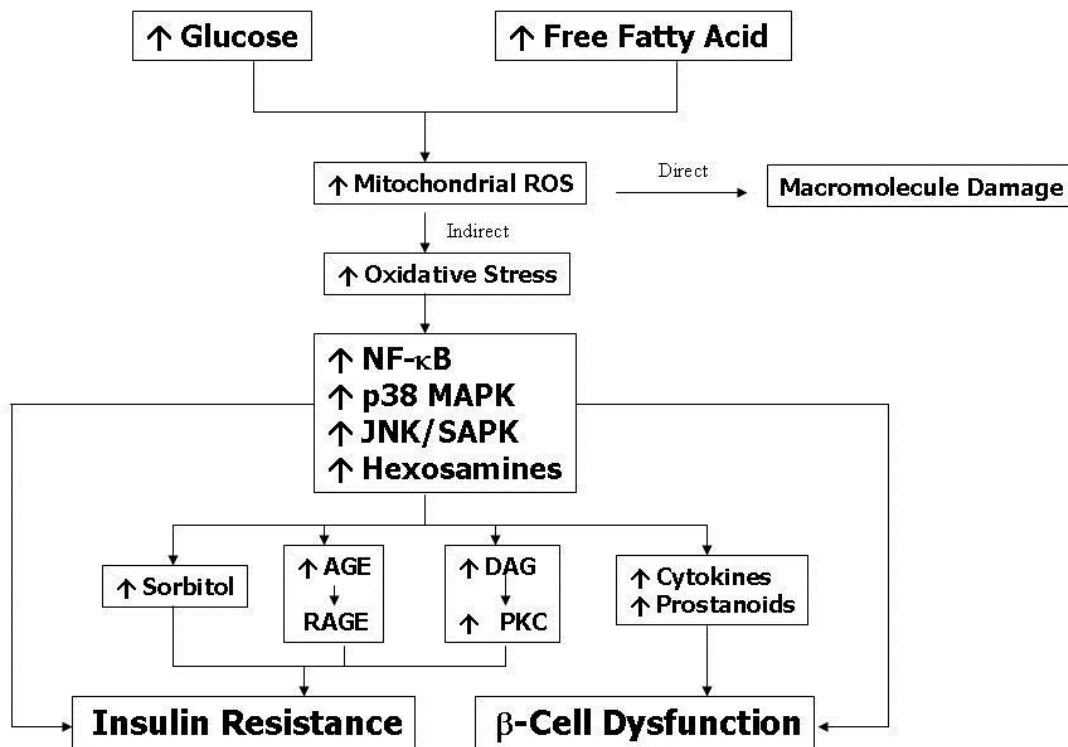 ↑ Glucose
↑ Free Fatty Acid
↑ Mitochondrial ROS
Direct
Macromolecule Damage
Indirect
↑ Oxidative Stress
↑ NF-κB
↑ p38 MAPK
↑ JNK/SAPK
↑ Hexosamines
↑ Sorbitol
↑ AGE
RAGE
↑ DAG
↑ PKC
↑ Cytokines
↑ Prostanoids
Insulin Resistance
β-Cell Dysfunction